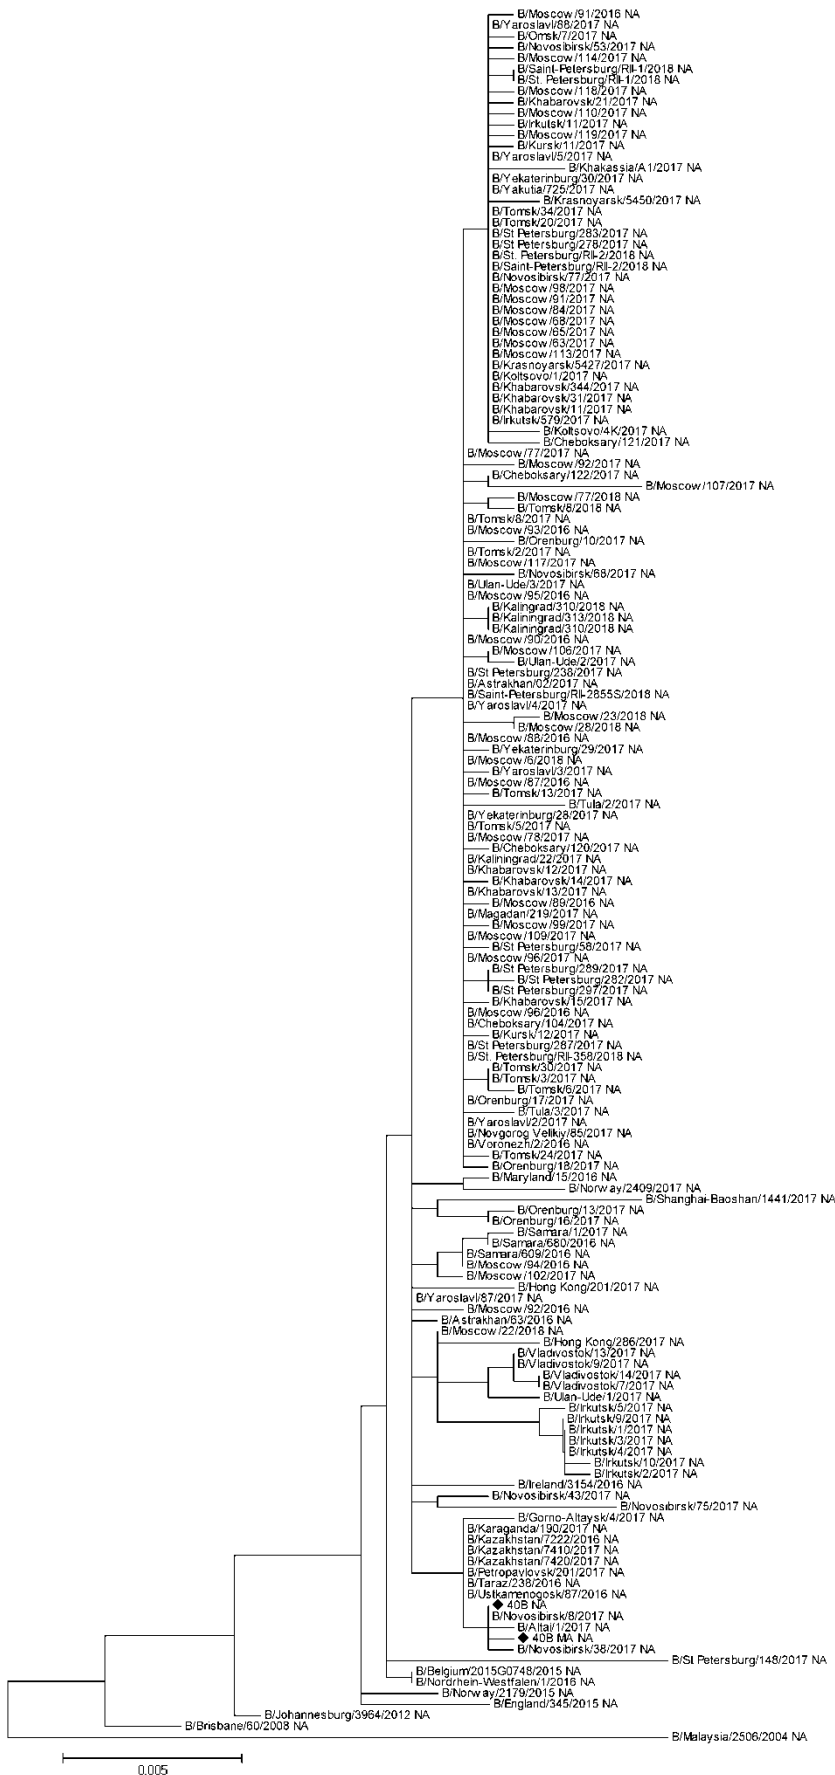 B/Moscow/91/2016 NA
B/Yaroslavl/88/2017 NA
B/Omsk/7/2017 NA
B/Novosibirsk/53/2017 NA
B/Moscow/114/2017 NA
B/Saint-Petersburg/RII-1/2018 NA
B/St. Petersburg/RII-1/2018 NA
B/Moscow/118/2017 NA
B/Khabarovsk/21/2017 NA
B/Moscow/110/2017 NA
B/Irkutsk/11/2017 NA
B/Moscow/119/2017 NA
B/Kursk/11/2017 NA
B/Yaroslavl/5/2017 NA
B/Khakassia/A1/2017 NA
B/Yekaterinburg/30/2017 NA
B/Yakutia/725/2017 NA
B/Krasnoyarsk/5450/2017 NA
B/Tomsk/34/2017 NA
B/Tomsk/20/2017 NA
B/St Petersburg/283/2017 NA
B/St Petersburg/278/2017 NA
B/St. Petersburg/RII-2/2018 NA
B/Saint-Petersburg/RII-2/2018 NA
B/Novosibirsk/77/2017 NA
B/Moscow/98/2017 NA
B/Moscow/91/2017 NA
B/Moscow/84/2017 NA
B/Moscow/68/2017 NA
B/Moscow/65/2017 NA
B/Moscow/63/2017 NA
B/Moscow/113/2017 NA
B/Krasnoyarsk/5427/2017 NA
B/Koltsovo/1/2017 NA
B/Khabarovsk/344/2017 NA
B/Khabarovsk/31/2017 NA
B/Khabarovsk/11/2017 NA
B/Irkutsk/579/2017 NA
B/Koltsovo/4K/2017 NA
B/Cheboksary/121/2017 NA
B/Moscow/77/2017 NA
B/Moscow/92/2017 NA
B/Cheboksary/122/2017 NA
B/Moscow/107/2017 NA
B/Moscow/77/2018 NA
B/Tomsk/8/2018 NA
B/Tomsk/8/2017 NA
B/Moscow/93/2016 NA
B/Orenburg/10/2017 NA
B/Tomsk/2/2017 NA
B/Moscow/117/2017 NA
B/Novosibirsk/68/2017 NA
B/Ulan-Ude/3/2017 NA
B/Moscow/95/2016 NA
B/Kalingrad/310/2018 NA
B/Kaliningrad/313/2018 NA
B/Kaliningrad/310/2018 NA
B/Moscow/90/2016 NA
B/Moscow/106/2017 NA
B/Ulan-Ude/2/2017 NA
B/St Petersburg/238/2017 NA
B/Astrakhan/02/2017 NA
B/Saint-Petersburg/RII-2855S/2018 NA
B/Yaroslavl/4/2017 NA
B/Moscow/23/2018 NA
B/Moscow/28/2018 NA
B/Moscow/88/2016 NA
B/Yekaterinburg/29/2017 NA
B/Moscow/6/2018 NA
B/Yaroslavl/3/2017 NA
B/Moscow/87/2016 NA
B/Tomsk/13/2017 NA
B/Tula/2/2017 NA
B/Yekaterinburg/28/2017 NA
B/Tomsk/5/2017 NA
B/Moscow/78/2017 NA
B/Cheboksary/120/2017 NA
B/Kaliningrad/22/2017 NA
B/Khabarovsk/12/2017 NA
B/Khabarovsk/14/2017 NA
B/Khabarovsk/13/2017 NA
B/Moscow/89/2016 NA
B/Magadan/219/2017 NA
B/Moscow/99/2017 NA
B/Moscow/109/2017 NA
B/St Petersburg/58/2017 NA
B/Moscow/96/2017 NA
B/St Petersburg/289/2017 NA
B/St Petersburg/282/2017 NA
B/St Petersburg/297/2017 NA
B/Khabarovsk/15/2017 NA
B/Moscow/96/2016 NA
B/Cheboksary/104/2017 NA
B/Kursk/12/2017 NA
B/St Petersburg/287/2017 NA
B/St. Petersburg/RII-358/2018 NA
B/Tomsk/30/2017 NA
B/Tomsk/3/2017 NA
B/Tomsk/6/2017 NA
B/Orenburg/17/2017 NA
B/Tula/3/2017 NA
B/Yaroslavl/2/2017 NA
B/Novgorog Velikiy/85/2017 NA
B/Voronezh/2/2016 NA
B/Tomsk/24/2017 NA
B/Orenburg/18/2017 NA
B/Maryland/15/2016 NA
B/Norway/2409/2017 NA
B/Shanghai-Baoshan/1441/2017 NA
B/Orenburg/13/2017 NA
B/Orenburg/16/2017 NA
B/Samara/1/2017 NA
B/Samara/680/2016 NA
B/Samara/609/2016 NA
B/Moscow/94/2016 NA
B/Moscow/102/2017 NA
B/Hong Kong/201/2017 NA
B/Yaroslavl/87/2017 NA
B/Moscow/92/2016 NA
B/Astrakhan/63/2016 NA
B/Moscow/22/2018 NA
B/Hong Kong/286/2017 NA
B/Vladivostok/13/2017 NA
B/Vladivostok/9/2017 NA
B/Vladivostok/14/2017 NA
B/Vladivostok/7/2017 NA
B/Ulan-Ude/1/2017 NA
B/Irkutsk/5/2017 NA
B/Irkutsk/9/2017 NA
B/Irkutsk/1/2017 NA
B/Irkutsk/3/2017 NA
B/Irkutsk/4/2017 NA
B/Irkutsk/10/2017 NA
B/Irkutsk/2/2017 NA
B/Ireland/3154/2016 NA
B/Novosibirsk/43/2017 NA
B/Novosibirsk/75/2017 NA
B/Gorno-Altaysk/4/2017 NA
B/Karaganda/190/2017 NA
B/Kazakhstan/7222/2016 NA
B/Kazakhstan/7410/2017 NA
B/Kazakhstan/7420/2017 NA
B/Petropavlovsk/201/2017 NA
B/Taraz/238/2016 NA
B/Ustkamenogosk/87/2016 NA
40B NA
B/Novosibirsk/8/2017 NA
B/Altai/1/2017 NA
40B MA NA
B/Novosibirsk/38/2017 NA
B/St Petersburg/148/2017 NA
B/Belgium/2015G0748/2015 NA
B/Nordrhein-Westfalen/1/2016 NA
B/Norway/2179/2015 NA
B/England/345/2015 NA
B/Johannesburg/3964/2012 NA
B/Brisbane/60/2008 NA
B/Malaysia/2506/2004 NA
0.005